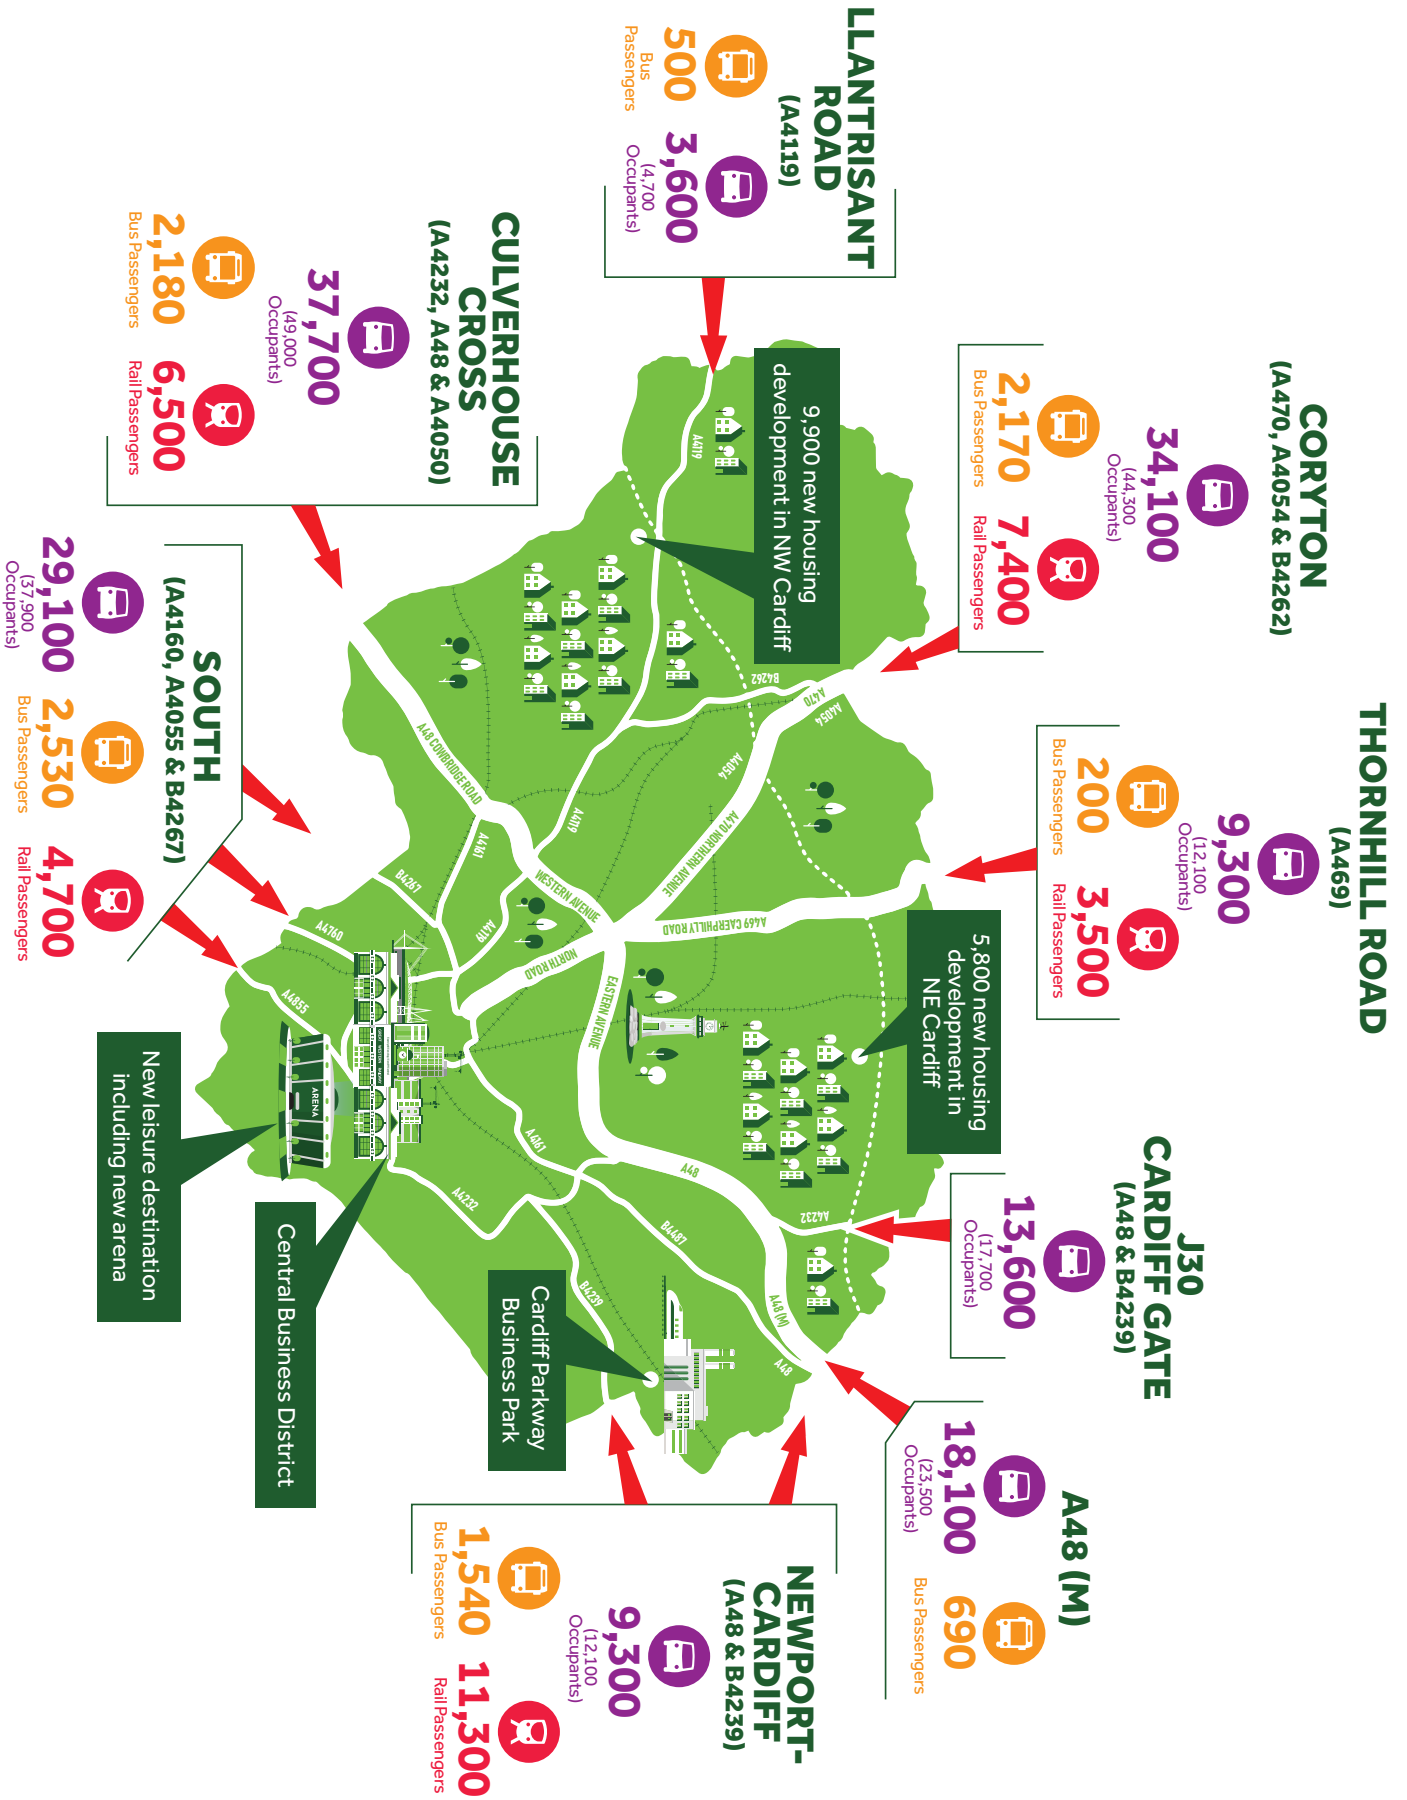 THORNHILL ROAD
(A469)
9,300
(12,100
Occupants)
200
Bus Passengers
3,500
Rail Passengers
CORYTON
(A470, A4054 & B4262)
34,100
(44,300
Occupants)
2,170
Bus Passengers
7,400
Rail Passengers
J30
CARDIFF GATE
(A48 & B4239)
13,600
(17,700
Occupants)
A48 (M)
18,100
(23,500
Occupants)
690
Bus Passengers
LLANTRISANT
ROAD
(A4119)
500
Bus
Passengers
3,600
(4,700
Occupants)
9,900 new housing
development in NW Cardiff
5,800 new housing
development in
NE Cardiff
NEWPORT-
CARDIFF
(A48 & B4239)
9,300
(12,100
Occupants)
1,540
Bus Passengers
11,300
Rail Passengers
CULVERHOUSE
CROSS
(A4232, A48 & A4050)
37,700
(49,000
Occupants)
2,180
Bus Passengers
6,500
Rail Passengers
SOUTH
(A4160, A4055 & B4267)
29,100
(37,900
Occupants)
2,530
Bus Passengers
4,700
Rail Passengers
Cardiff Parkway
Business Park
Central Business District
New leisure destination
including new arena
A4119
B4262
A470
A4054
A4054
A470 NORTHERN AVENUE
A469 CAERPHILLY ROAD
A4232
A48 (M)
A48
A48
B4487
B4239
A4119
WESTERN AVENUE
NORTH ROAD
EASTERN AVENUE
A48 COWBRIDGE ROAD
A4161
A4119
B4267
A4161
A4232
A4760
A4855
GREAT WESTERN RAILWAY
ARENA